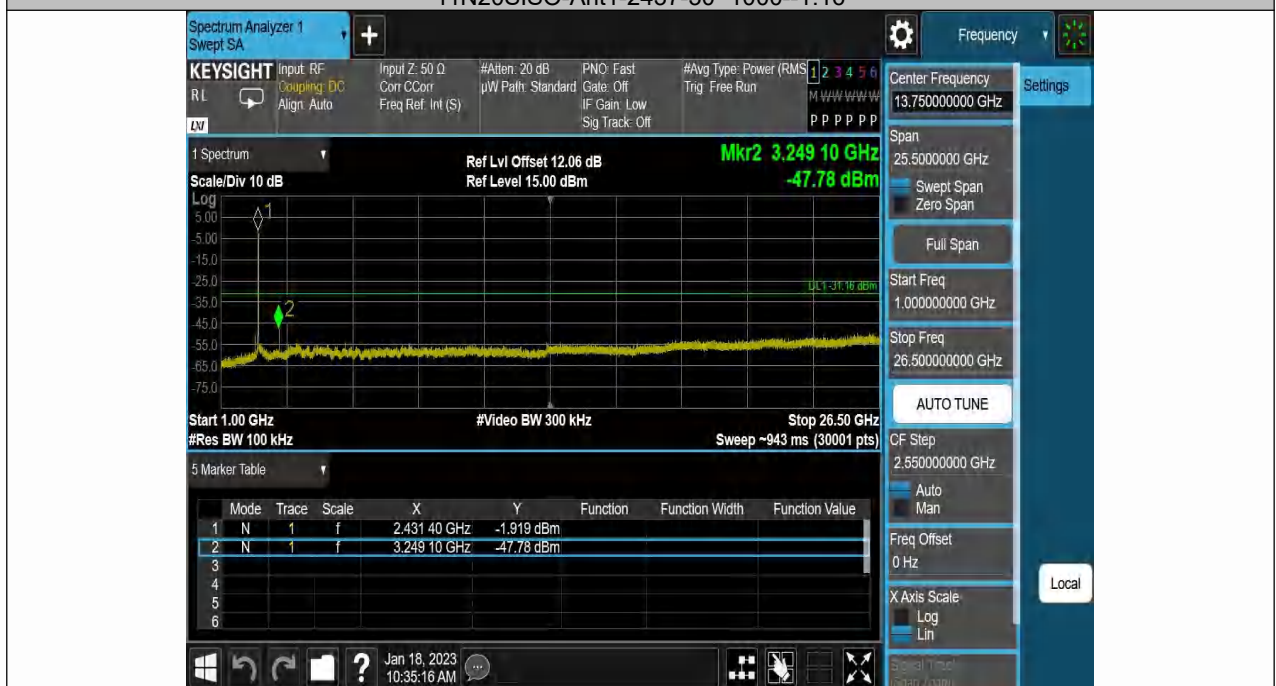 Spectrum Analyzer 1
Swept SA
+
Frequency
KEYSIGHT
RL
LXI
Input: RF
Coupling: DC
Align: Auto
Input Z: 50 Ω
Corr CCorr
Freq Ref: Int (S)
#Atten: 20 dB
µW Path: Standard
PNO: Fast
Gate: Off
IF Gain: Low
Sig Track: Off
#Avg Type: Power (RMS
Trig: Free Run
1 2 3 4 5 6
M W W W W W
P P P P P P
Center Frequency
13.750000000 GHz
Settings
1 Spectrum
Scale/Div 10 dB
Ref Lvl Offset 12.06 dB
Ref Level 15.00 dBm
Mkr2 3.249 10 GHz
-47.78 dBm
Log
5.00
-5.00
-15.0
-25.0
-35.0
-45.0
-55.0
-65.0
-75.0
1
2
DL1 -31.16 dBm
Start 1.00 GHz
#Res BW 100 kHz
#Video BW 300 kHz
Stop 26.50 GHz
Sweep ~943 ms (30001 pts)
Span
25.5000000 GHz
Swept Span
Zero Span
Full Span
Start Freq
1.000000000 GHz
Stop Freq
26.500000000 GHz
AUTO TUNE
CF Step
2.550000000 GHz
Auto
Man
Freq Offset
0 Hz
X Axis Scale
Log
Lin
Local
5 Marker Table
Mode Trace Scale X Y Function Function Width Function Value
1 N 1 f 2.431 40 GHz -1.919 dBm
2 N 1 f 3.249 10 GHz -47.78 dBm
3
4
5
6
?
Jan 18, 2023
10:35:16 AM